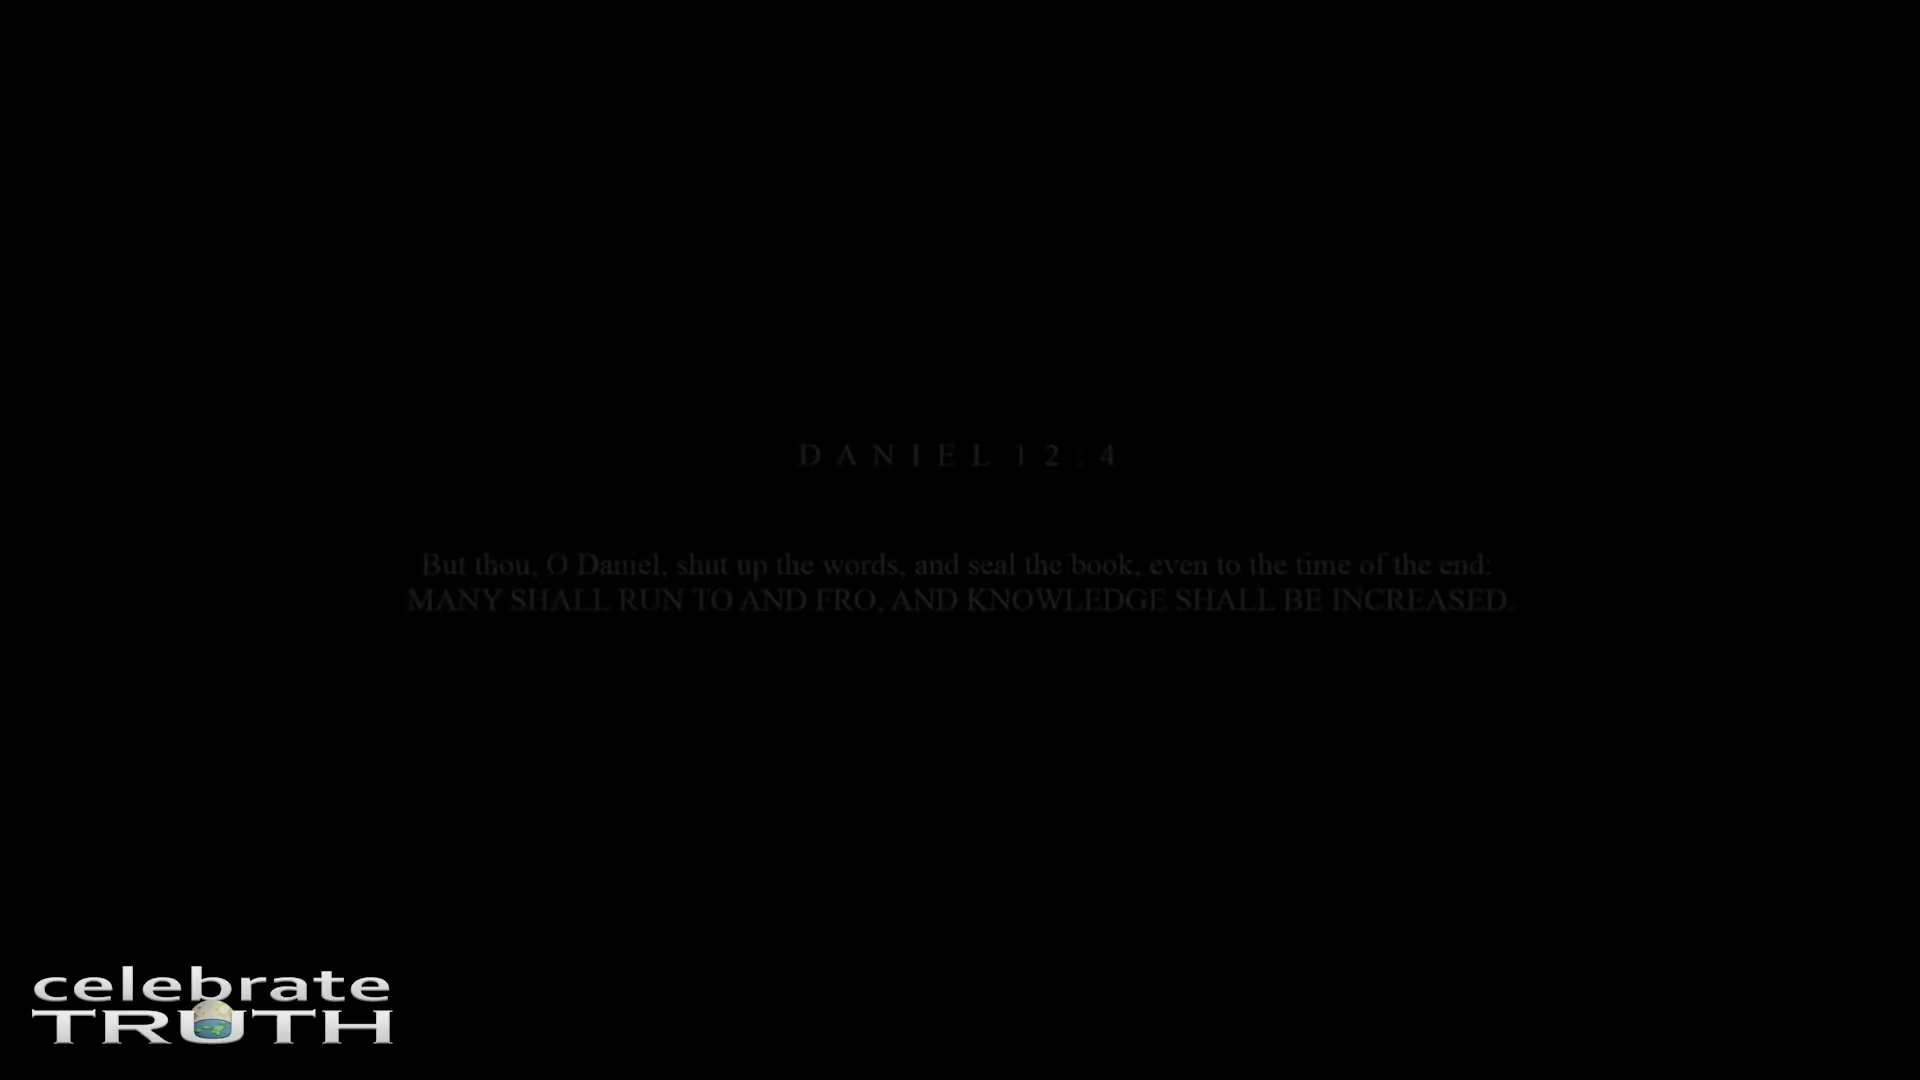 DANIEL 12:4
But thou, O Daniel, shut up the words, and seal the book, even to the time of the end:
MANY SHALL RUN TO AND FRO, AND KNOWLEDGE SHALL BE INCREASED.
celebrate
TRUTH